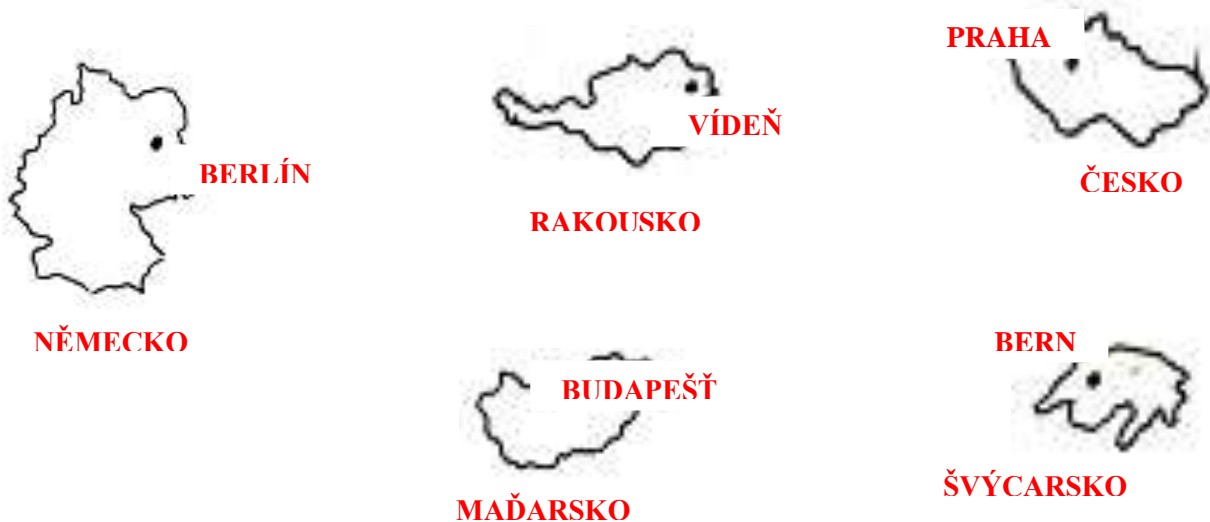 PRAHA
VÍDEŇ
BERLÍN
ČESKO
RAKOUSKO
NĚMECKO
BERN
BUDAPEŠŤ
ŠVÝCARSKO
MAĎARSKO